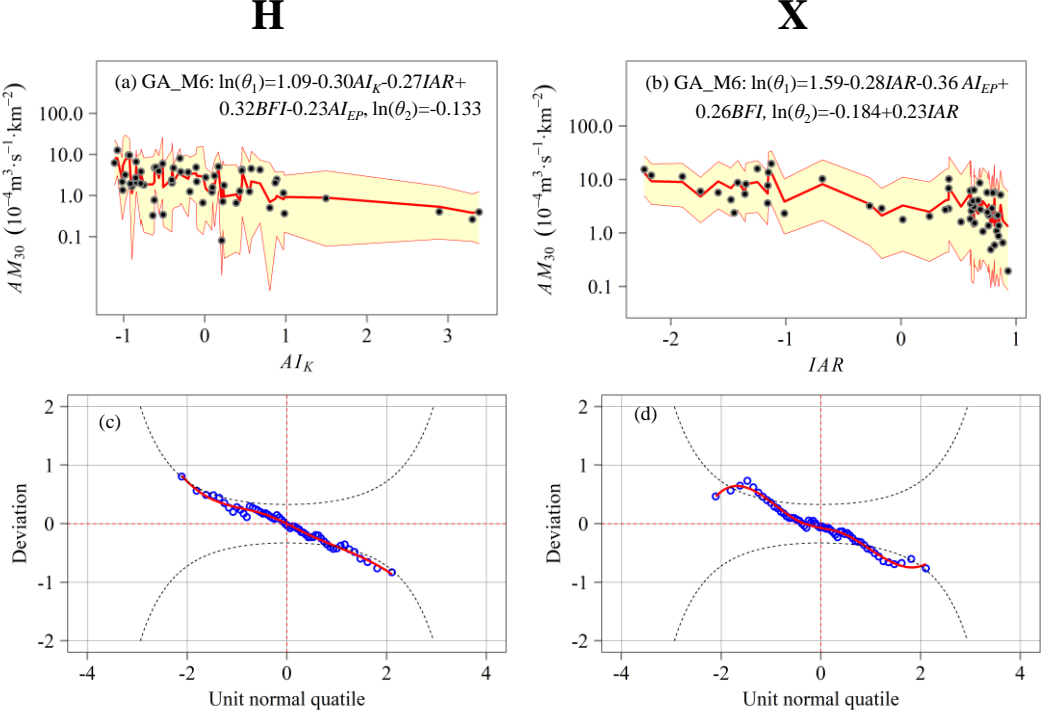 H X
(a) GA_M6: ln(θ1)=1.09-0.30AIK-0.27IAR+
0.32BFI-0.23AIEP, ln(θ2)=-0.133
AM30 (10−4m3·s−1·km−2)
100.0
10.0
1.0
0.1
-1 0 1 2 3
AIK
(b) GA_M6: ln(θ1)=1.59-0.28IAR-0.36 AIEP+
0.26BFI, ln(θ2)=-0.184+0.23IAR
AM30 (10−4m3·s−1·km−2)
100.0
10.0
1.0
0.1
-2 -1 0 1
IAR
(c)
Deviation
2
1
0
-1
-2
-4 -2 0 2 4
Unit normal quatile
(d)
Deviation
2
1
0
-1
-2
-4 -2 0 2 4
Unit normal quatile